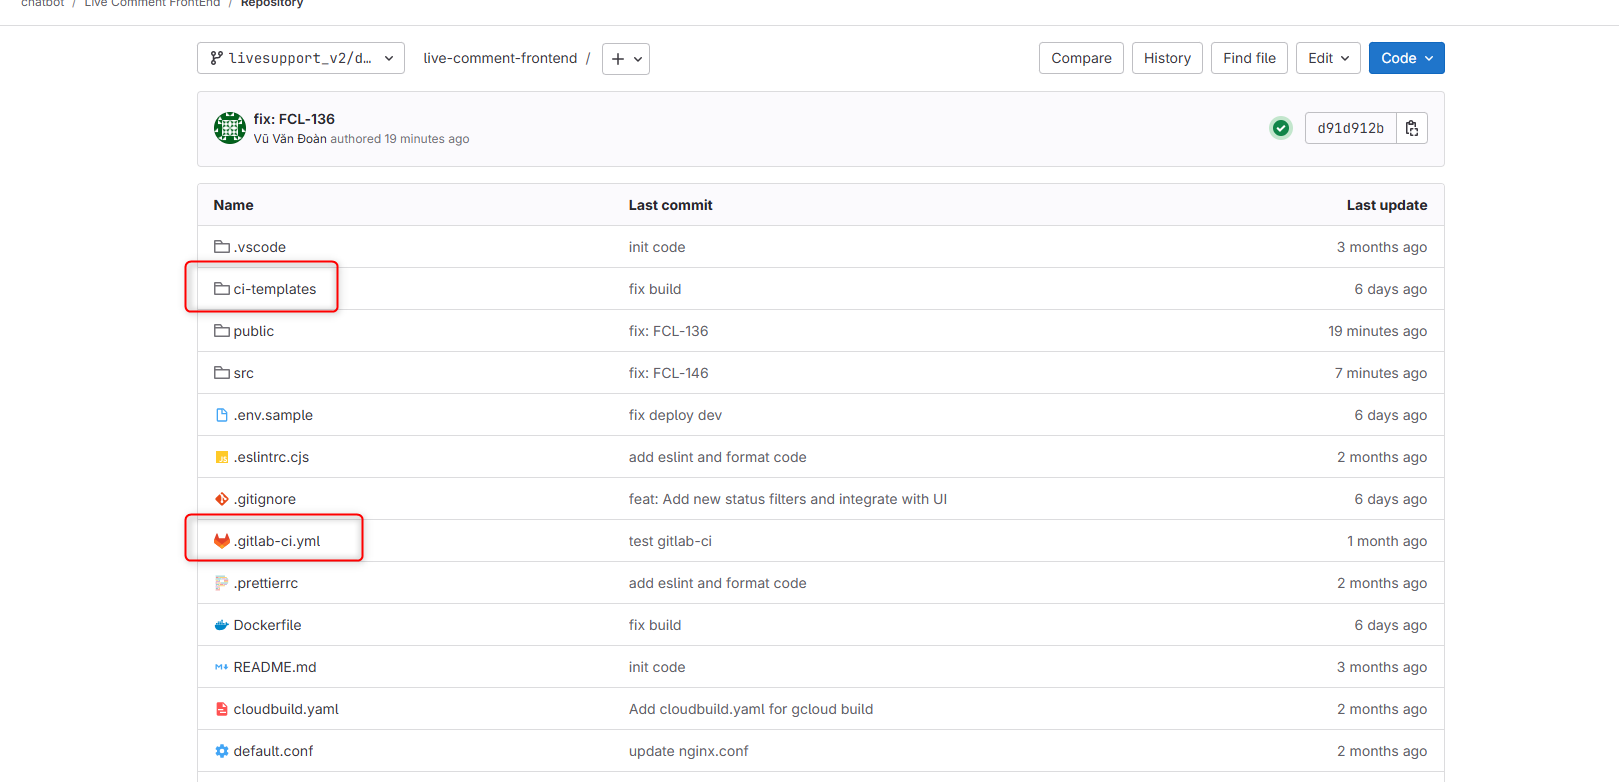 chatbot / Live Comment FrontEnd / Repository
livesupport_v2/d... live-comment-frontend / + Compare History Find file Edit Code
fix: FCL-136
Vũ Văn Đoàn authored 19 minutes ago
d91d912b
Name Last commit Last update
.vscode init code 3 months ago
ci-templates fix build 6 days ago
public fix: FCL-136 19 minutes ago
src fix: FCL-146 7 minutes ago
.env.sample fix deploy dev 6 days ago
.eslintrc.cjs add eslint and format code 2 months ago
.gitignore feat: Add new status filters and integrate with UI 6 days ago
.gitlab-ci.yml test gitlab-ci 1 month ago
.prettierrc add eslint and format code 2 months ago
Dockerfile fix build 6 days ago
README.md init code 3 months ago
cloudbuild.yaml Add cloudbuild.yaml for gcloud build 2 months ago
default.conf update nginx.conf 2 months ago